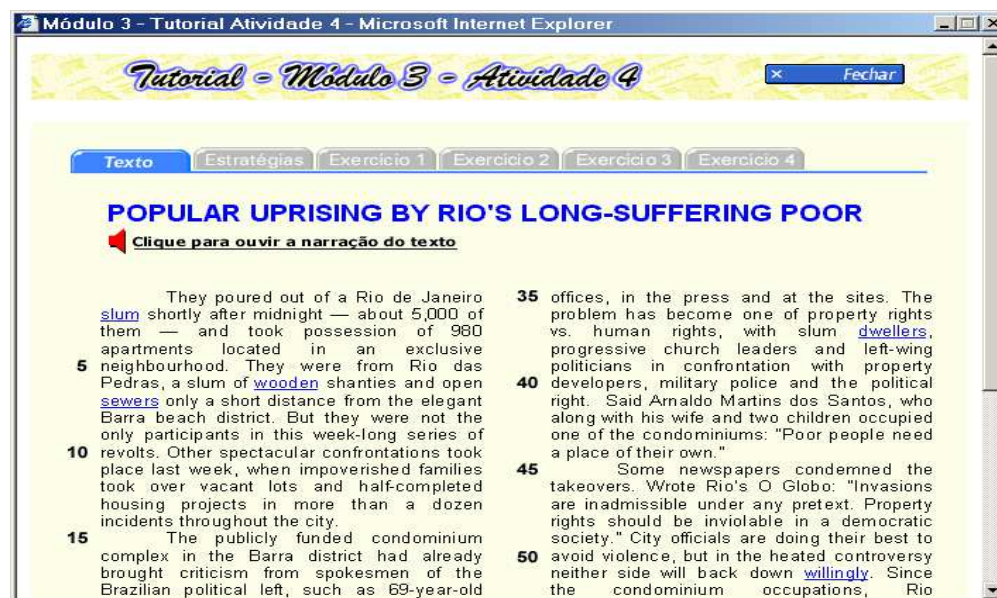 Módulo 3 - Tutorial Atividade 4 - Microsoft Internet Explorer
Tutorial - Módulo 3 - Atividade 4
× Fechar
Texto Estratégias Exercício 1 Exercício 2 Exercício 3 Exercício 4
POPULAR UPRISING BY RIO'S LONG-SUFFERING POOR
Clique para ouvir a narração do texto
They poured out of a Rio de Janeiro
slum shortly after midnight — about 5,000 of
them — and took possession of 980
apartments located in an exclusive
5 neighbourhood. They were from Rio das
Pedras, a slum of wooden shanties and open
sewers only a short distance from the elegant
Barra beach district. But they were not the
only participants in this week-long series of
10 revolts. Other spectacular confrontations took
place last week, when impoverished families
took over vacant lots and half-completed
housing projects in more than a dozen
incidents throughout the city.
15 The publicly funded condominium
complex in the Barra district had already
brought criticism from spokesmen of the
Brazilian political left, such as 69-year-old
35 offices, in the press and at the sites. The
problem has become one of property rights
vs. human rights, with slum dwellers,
progressive church leaders and left-wing
politicians in confrontation with property
40 developers, military police and the political
right. Said Arnaldo Martins dos Santos, who
along with his wife and two children occupied
one of the condominiums: "Poor people need
a place of their own."
45 Some newspapers condemned the
takeovers. Wrote Rio's O Globo: "Invasions
are inadmissible under any pretext. Property
rights should be inviolable in a democratic
society." City officials are doing their best to
50 avoid violence, but in the heated controversy
neither side will back down willingly. Since
the condominium occupations, Rio